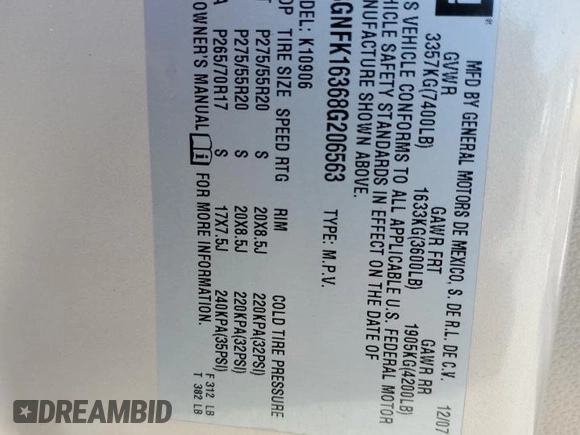 MFD BY GENERAL MOTORS DE MEXICO, S. DE R.L. DE C.V. 12/07
GVWR GAWR FRT GAWR RR
3357KG(7400LB) 1633KG(3600LB) 1905KG(4200LB)
S VEHICLE CONFORMS TO ALL APPLICABLE U.S. FEDERAL MOTOR
HICLE SAFETY STANDARDS IN EFFECT ON THE DATE OF
NUFACTURE SHOWN ABOVE.
GNFK16368G206563 TYPE: M.P.V.
MODEL: K10906
TIRE SIZE SPEED RTG RIM COLD TIRE PRESSURE
T P275/55R20 S 20X8.5J 220KPA(32PSI)
P275/55R20 S 20X8.5J 220KPA(32PSI)
A P265/70R17 S 17X7.5J 240KPA(35PSI)
OWNER'S MANUAL i FOR MORE INFORMATION. F 312 LB
T 382 LB
DREAMBID